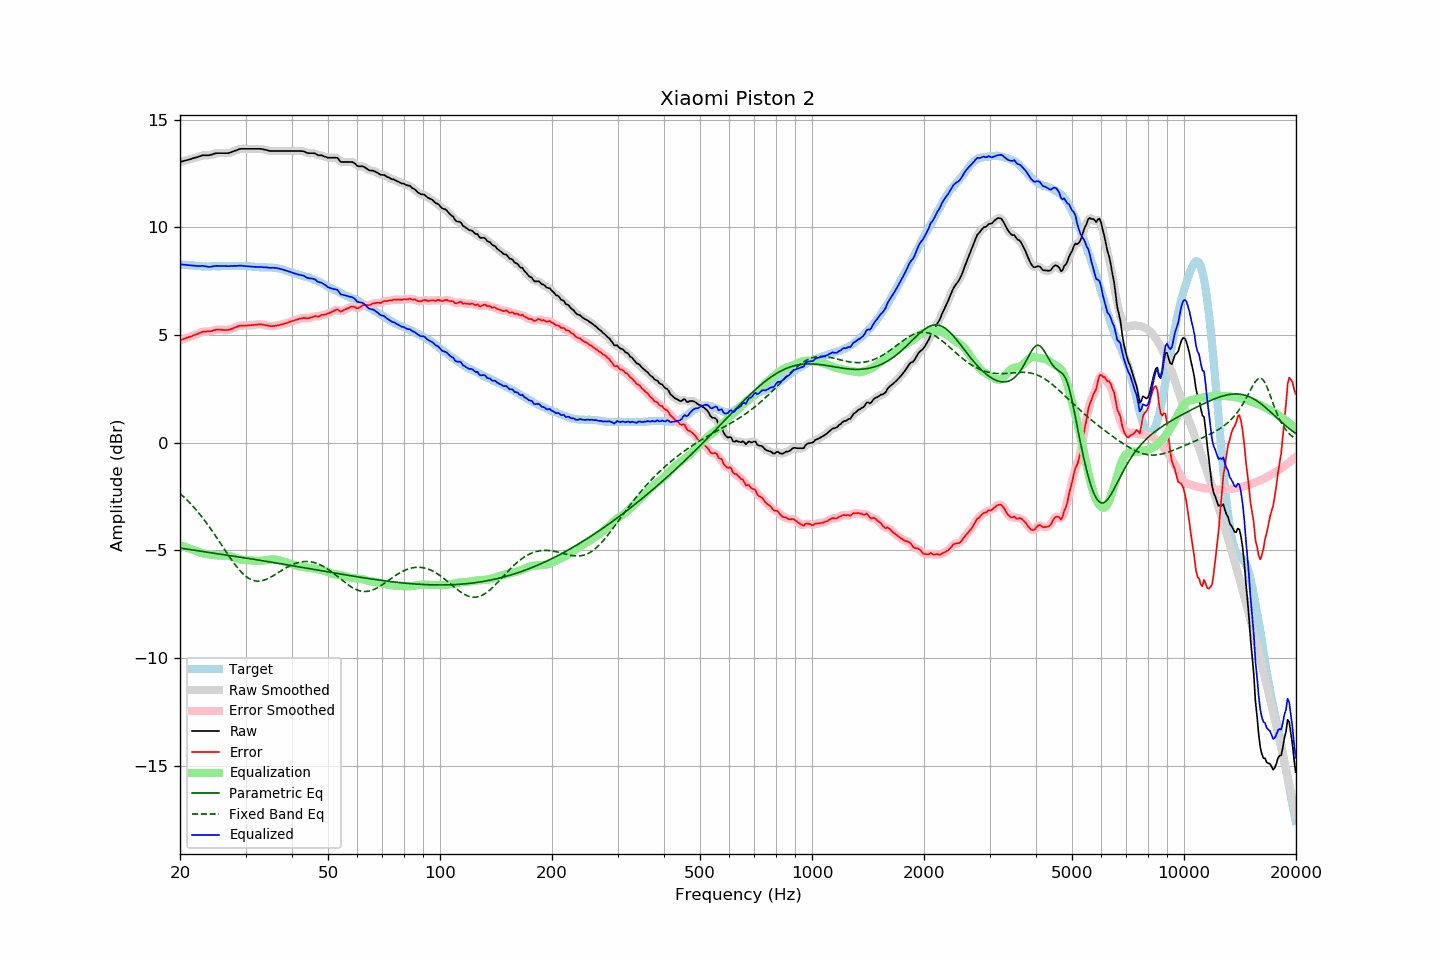 Xiaomi Piston 2
Amplitude (dBr)
15
10
5
0
−5
−10
−15
Target
Raw Smoothed
Error Smoothed
Raw
Error
Equalization
Parametric Eq
Fixed Band Eq
Equalized
20 50 100 200 500 1000 2000 5000 10000 20000
Frequency (Hz)